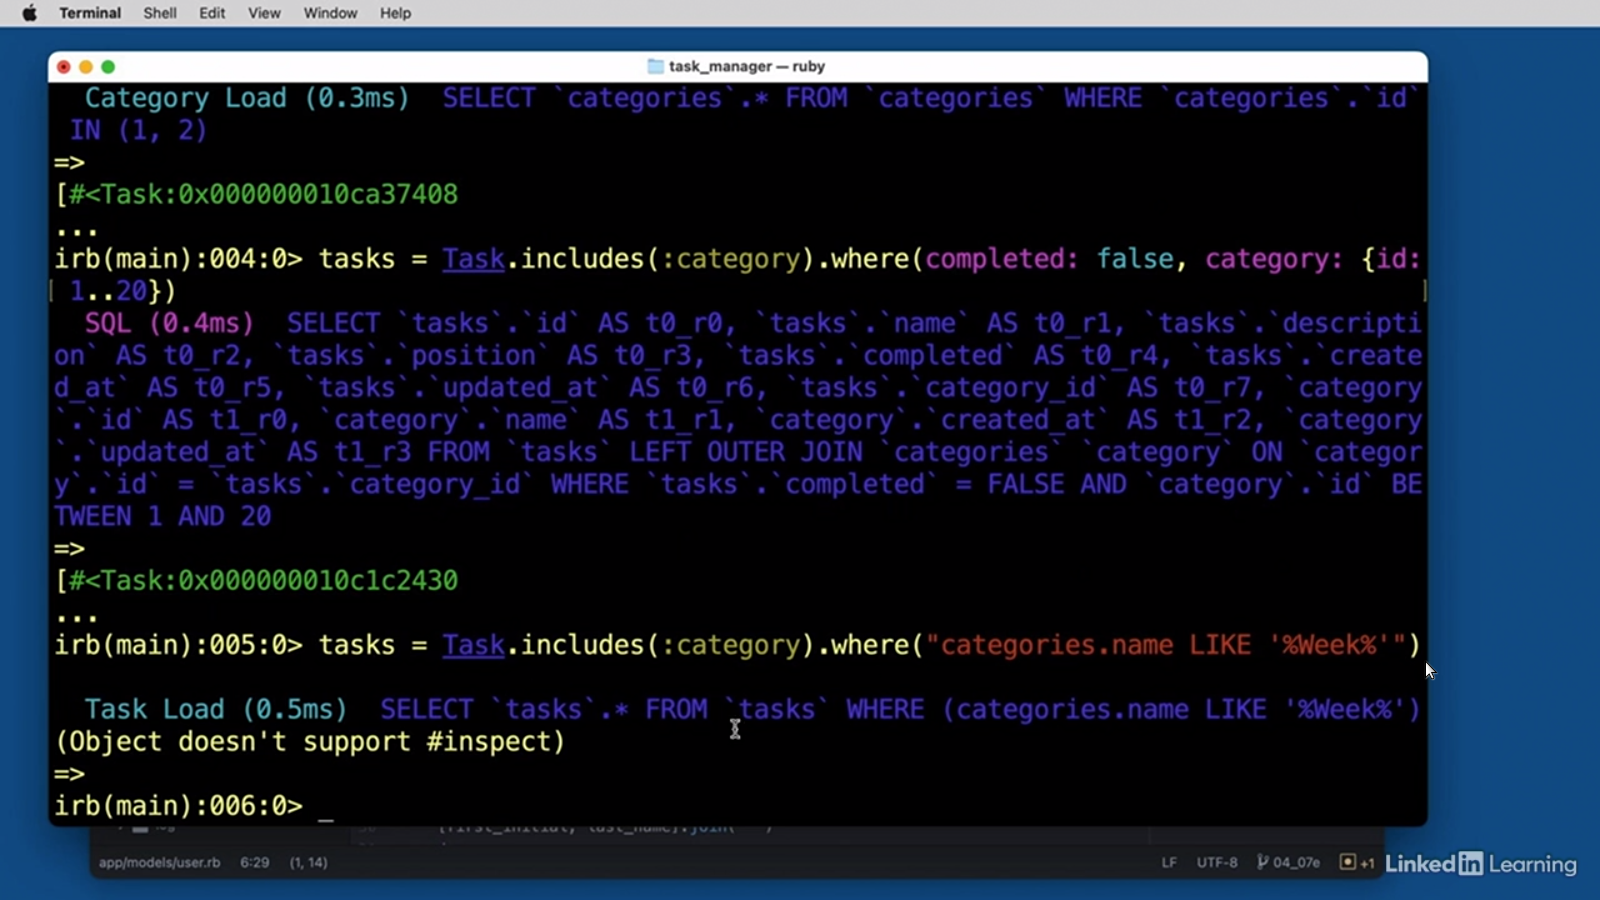 Terminal Shell Edit View Window Help
task_manager — ruby
Category Load (0.3ms)  SELECT `categories`.* FROM `categories` WHERE `categories`.`id`
IN (1, 2)
=>
[#<Task:0x000000010ca37408
...
irb(main):004:0> tasks = Task.includes(:category).where(completed: false, category: {id:
1..20})
SQL (0.4ms)  SELECT `tasks`.`id` AS t0_r0, `tasks`.`name` AS t0_r1, `tasks`.`descripti
on` AS t0_r2, `tasks`.`position` AS t0_r3, `tasks`.`completed` AS t0_r4, `tasks`.`create
d_at` AS t0_r5, `tasks`.`updated_at` AS t0_r6, `tasks`.`category_id` AS t0_r7, `category
`.`id` AS t1_r0, `category`.`name` AS t1_r1, `category`.`created_at` AS t1_r2, `category
`.`updated_at` AS t1_r3 FROM `tasks` LEFT OUTER JOIN `categories` `category` ON `categor
y`.`id` = `tasks`.`category_id` WHERE `tasks`.`completed` = FALSE AND `category`.`id` BE
TWEEN 1 AND 20
=>
[#<Task:0x000000010c1c2430
...
irb(main):005:0> tasks = Task.includes(:category).where("categories.name LIKE '%Week%'")
Task Load (0.5ms)  SELECT `tasks`.* FROM `tasks` WHERE (categories.name LIKE '%Week%')
(Object doesn't support #inspect)
=>
irb(main):006:0> _
app/models/user.rb 6:29 (1, 14) LF UTF-8 04_07e +1
LinkedIn Learning